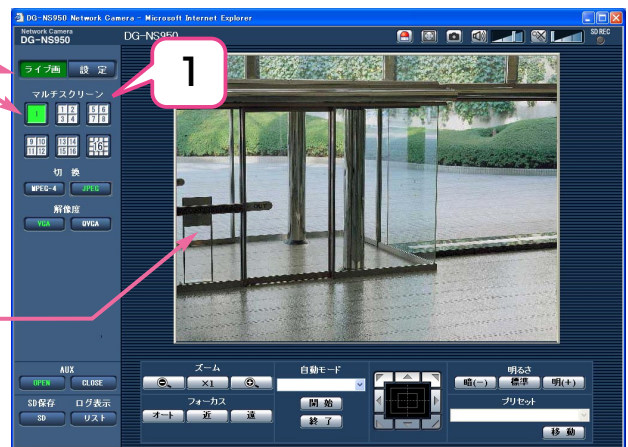 DG-NS950 Network Camera - Microsoft Internet Explorer
Network Camera
DG-NS950
DG-NS950
SD REC
ライブ画 設 定
1
マルチスクリーン
1 1 2 3 4 5 6 7 8
9 10 11 12 13 14 15 16 16
切 換
MPEG-4 JPEG
解像度
VGA QVGA
OUT
AUX
OPEN CLOSE
SD保存 ログ表示
SD リスト
ズーム
×1
フォーカス
オート 近 遠
自動モード
開 始
終 了
明るさ
暗(-) 標準 明(+)
プリセット
移 動